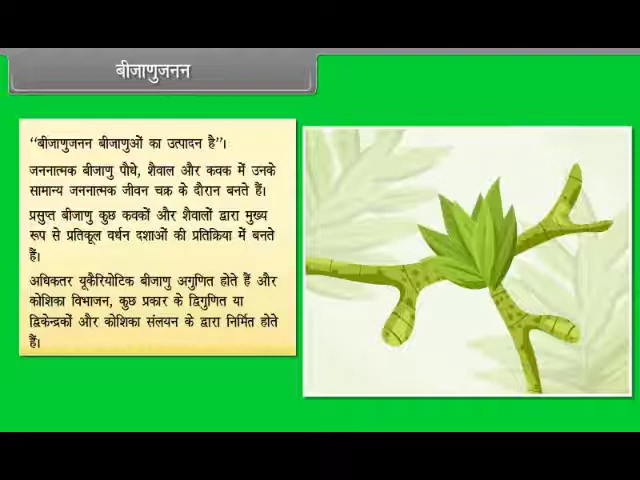 बीजाणुजनन
“बीजाणुजनन बीजाणुओं का उत्पादन है”।
जननात्मक बीजाणु पौधे, शैवाल और कवक में उनके
सामान्य जननात्मक जीवन चक्र के दौरान बनते हैं।
प्रसुप्त बीजाणु कुछ कवकों और शैवालों द्वारा मुख्य
रूप से प्रतिकूल वर्धन दशाओं की प्रतिक्रिया में बनते
हैं।
अधिकतर यूकैरियोटिक बीजाणु अगुणित होते हैं और
कोशिका विभाजन, कुछ प्रकार के द्विगुणित या
द्विकेन्द्रकों और कोशिका संलयन के द्वारा निर्मित होते
हैं।